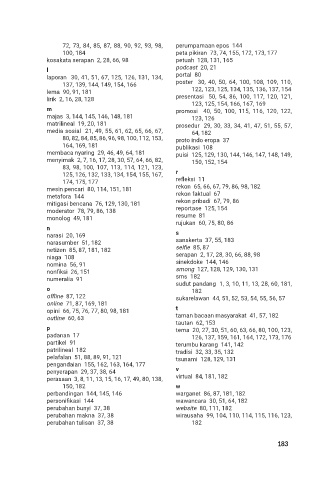 72, 73, 84, 85, 87, 88, 90, 92, 93, 98,
100, 184
kosakata serapan 2, 28, 66, 98
l
laporan 30, 41, 51, 67, 125, 126, 131, 134,
137, 139, 144, 149, 154, 166
lema 90, 91, 181
lirik 2, 16, 28, 128
m
majas 3, 144, 145, 146, 148, 181
matrilineal 19, 20, 181
media sosial 21, 49, 55, 61, 62, 65, 66, 67,
80, 82, 84, 85, 86, 96, 98, 100, 112, 153,
164, 169, 181
membaca nyaring 29, 46, 49, 64, 181
menyimak 2, 7, 16, 17, 28, 30, 57, 64, 66, 82,
83, 98, 100, 107, 113, 114, 121, 123,
125, 126, 132, 133, 134, 154, 155, 167,
174, 175, 177
mesin pencari 80, 114, 151, 181
metafora 144
mitigasi bencana 76, 129, 130, 181
moderator 78, 79, 86, 138
monolog 49, 181
n
narasi 20, 169
narasumber 51, 182
netizen 85, 87, 181, 182
niaga 108
nomina 56, 91
nonfiksi 26, 151
numeralia 91
o
offline 87, 122
online 71, 87, 169, 181
opini 66, 75, 76, 77, 80, 98, 181
outline 60, 63
p
padanan 17
partikel 91
patrilineal 182
pelafalan 51, 88, 89, 91, 121
pengandaian 155, 162, 163, 164, 177
penyerapan 29, 37, 38, 64
perasaan 3, 8, 11, 13, 15, 16, 17, 49, 80, 138,
150, 182
perbandingan 144, 145, 146
personifikasi 144
perubahan bunyi 37, 38
perubahan makna 37, 38
perubahan tulisan 37, 38
perumpamaan epos 144
peta pikiran 73, 74, 155, 172, 173, 177
petuah 128, 131, 165
podcast 20, 21
portal 80
poster 30, 40, 50, 64, 100, 108, 109, 110,
122, 123, 125, 134, 135, 136, 137, 154
presentasi 50, 54, 86, 100, 117, 120, 121,
123, 125, 154, 166, 167, 169
promosi 40, 50, 100, 115, 116, 120, 122,
123, 126
prosedur 29, 30, 33, 34, 41, 47, 51, 55, 57,
64, 182
proto indo eropa 37
publikasi 108
puisi 125, 129, 130, 144, 146, 147, 148, 149,
150, 152, 154
r
refleksi 11
rekon 65, 66, 67, 79, 86, 98, 182
rekon faktual 67
rekon pribadi 67, 79, 86
reportase 125, 154
resume 81
rujukan 60, 75, 80, 86
s
sanskerta 37, 55, 183
selfie 85, 87
serapan 2, 17, 28, 30, 66, 88, 98
sinekdoke 144, 146
among 127, 128, 129, 130, 131
sms 182
sudut pandang 1, 3, 10, 11, 13, 28, 60, 181,
182
sukarelawan 44, 51, 52, 53, 54, 55, 56, 57
t
taman bacaan masyarakat 41, 57, 182
tautan 62, 153
tema 20, 27, 30, 51, 60, 63, 66, 80, 100, 123,
126, 137, 159, 161, 164, 172, 173, 176
terumbu karang 141, 142
tradisi 32, 33, 35, 132
tsunami 128, 129, 131
v
virtual 84, 181, 182
w
warganet 86, 87, 181, 182
wawancara 30, 51, 64, 182
website 80, 111, 182
wirausaha 99, 104, 110, 114, 115, 116, 123,
182
183